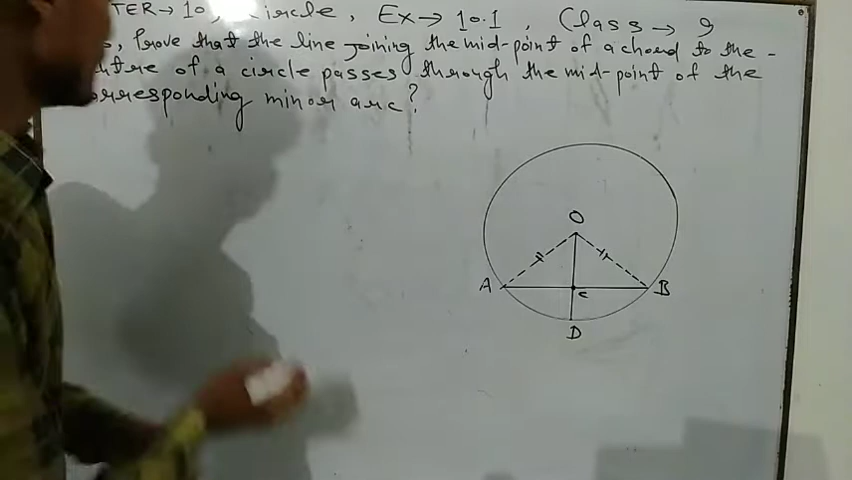 TER → 10, Circle, Ex → 10.1, Class → 9
Prove that the line joining the mid-point of a chord to the -
ntre of a circle passes through the mid-point of the
orresponding minor arc?
O
A
B
C
D